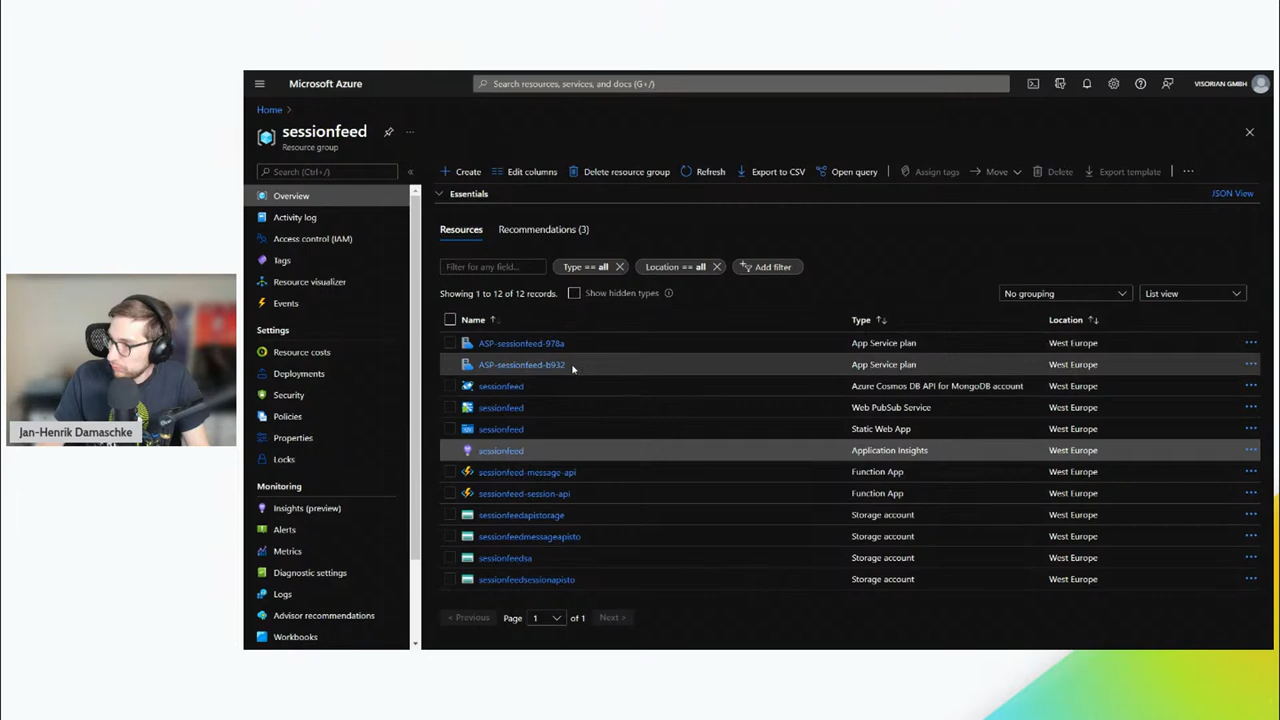 Microsoft Azure
Search resources, services, and docs (G+/)
VISORIAN GMBH
Home >
sessionfeed
Resource group
Search (Ctrl+/)
Create
Edit columns
Delete resource group
Refresh
Export to CSV
Open query
Assign tags
Move
Delete
Export template
Essentials
JSON View
Overview
Activity log
Access control (IAM)
Tags
Resource visualizer
Events
Settings
Resource costs
Deployments
Security
Policies
Properties
Locks
Monitoring
Insights (preview)
Alerts
Metrics
Diagnostic settings
Logs
Advisor recommendations
Workbooks
Resources Recommendations (3)
Filter for any field...
Type == all
Location == all
Add filter
Showing 1 to 12 of 12 records.
Show hidden types
No grouping
List view
Name Type Location
ASP-sessionfeed-978a App Service plan West Europe
ASP-sessionfeed-b932 App Service plan West Europe
sessionfeed Azure Cosmos DB API for MongoDB account West Europe
sessionfeed Web PubSub Service West Europe
sessionfeed Static Web App West Europe
sessionfeed Application Insights West Europe
sessionfeed-message-api Function App West Europe
sessionfeed-session-api Function App West Europe
sessionfeedapistorage Storage account West Europe
sessionfeedmessageapisto Storage account West Europe
sessionfeedsa Storage account West Europe
sessionfeedsessionapisto Storage account West Europe
< Previous Page 1 of 1 Next >
Jan-Henrik Damaschke